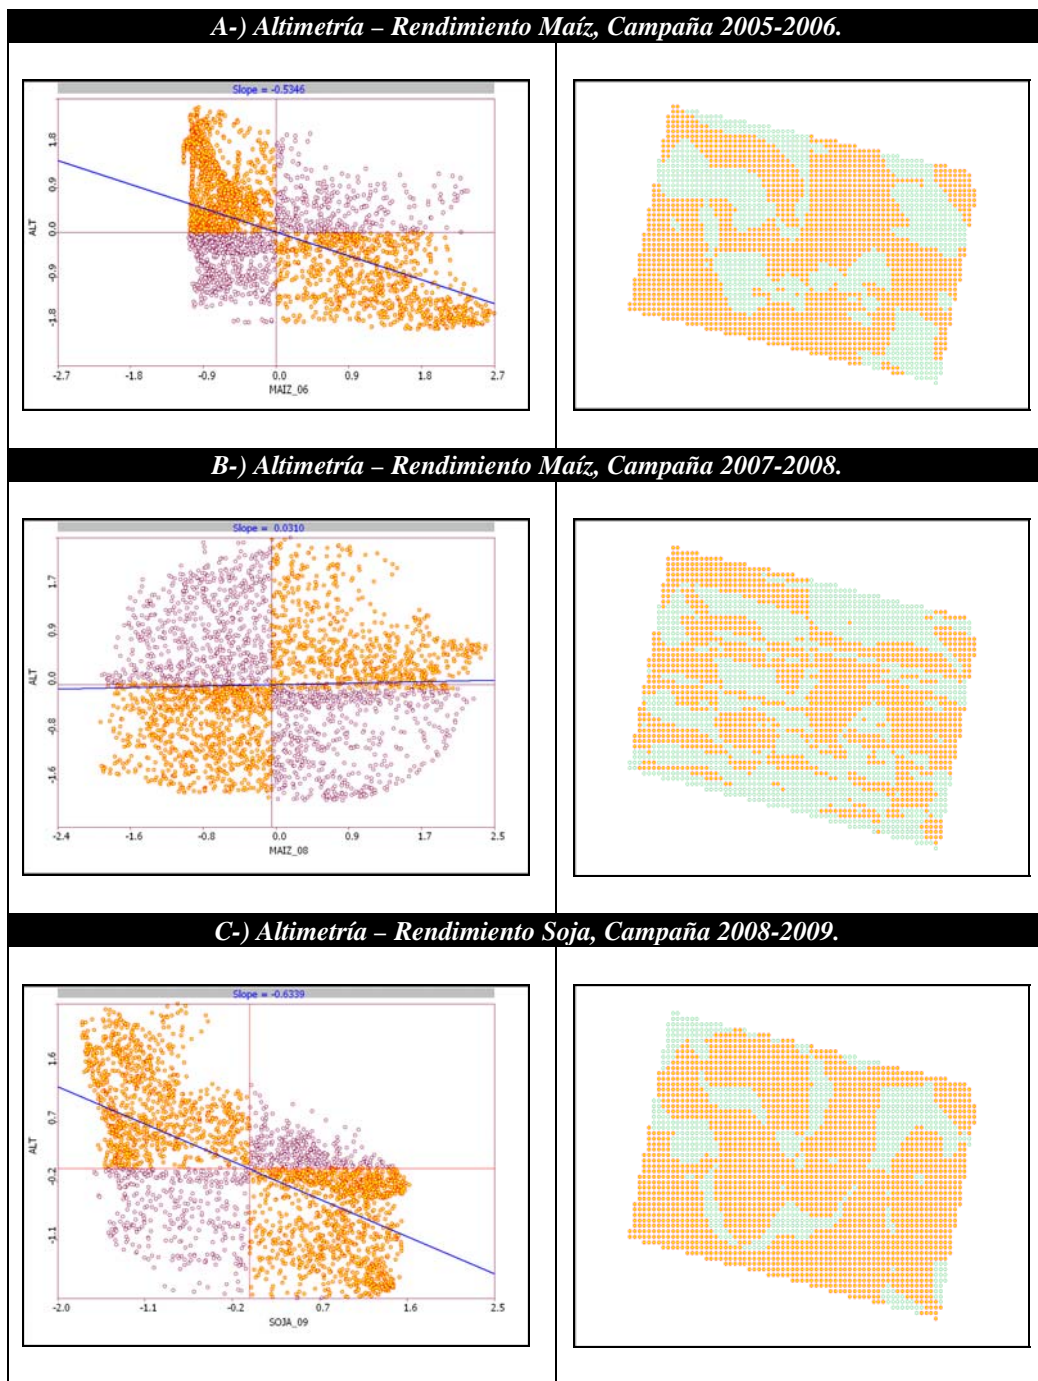 A-) Altimetría – Rendimiento Maíz, Campaña 2005-2006.
Slope = -0.5346
1.8
0.9
0.0
-0.9
-1.8
ALT
-2.7 -1.8 -0.9 0.0 0.9 1.8 2.7
MAIZ_06
B-) Altimetría – Rendimiento Maíz, Campaña 2007-2008.
Slope = 0.0310
1.7
0.9
0.0
-0.8
-1.6
ALT
-2.4 -1.6 -0.8 0.0 0.9 1.7 2.5
MAIZ_08
C-) Altimetría – Rendimiento Soja, Campaña 2008-2009.
Slope = -0.6339
1.6
0.7
-0.2
-1.1
ALT
-2.0 -1.1 -0.2 0.7 1.6 2.5
SOJA_09